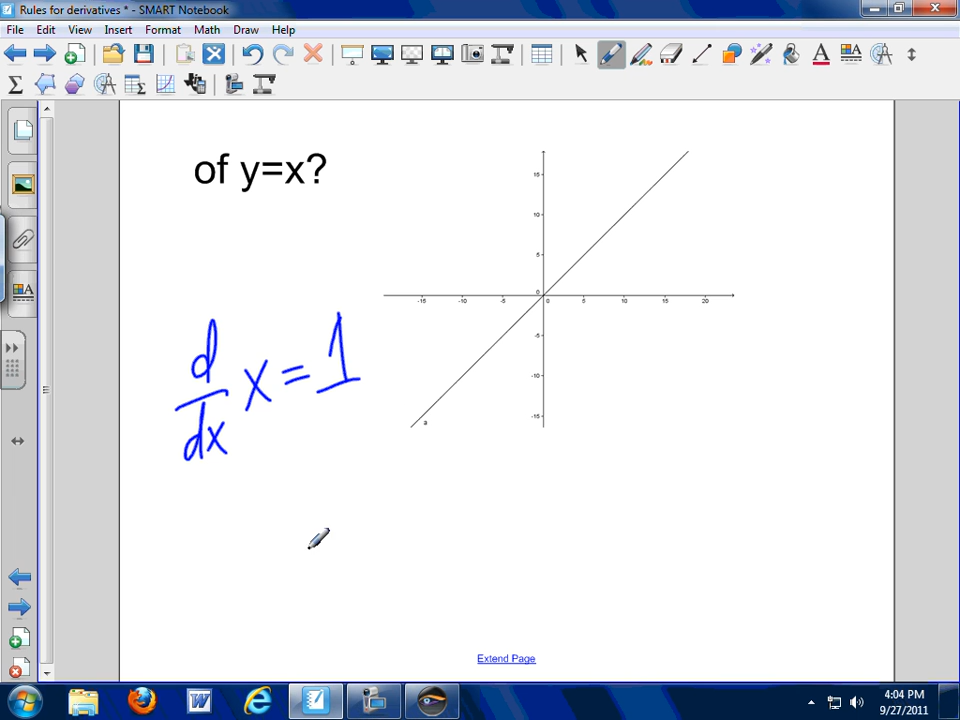 Rules for derivatives * - SMART Notebook
File Edit View Insert Format Math Draw Help
of y=x?
15
10
5
0
-15 -10 -5 0 5 10 15 20
-5
-10
-15
a
d/dx x = 1
Extend Page
4:04 PM
9/27/2011